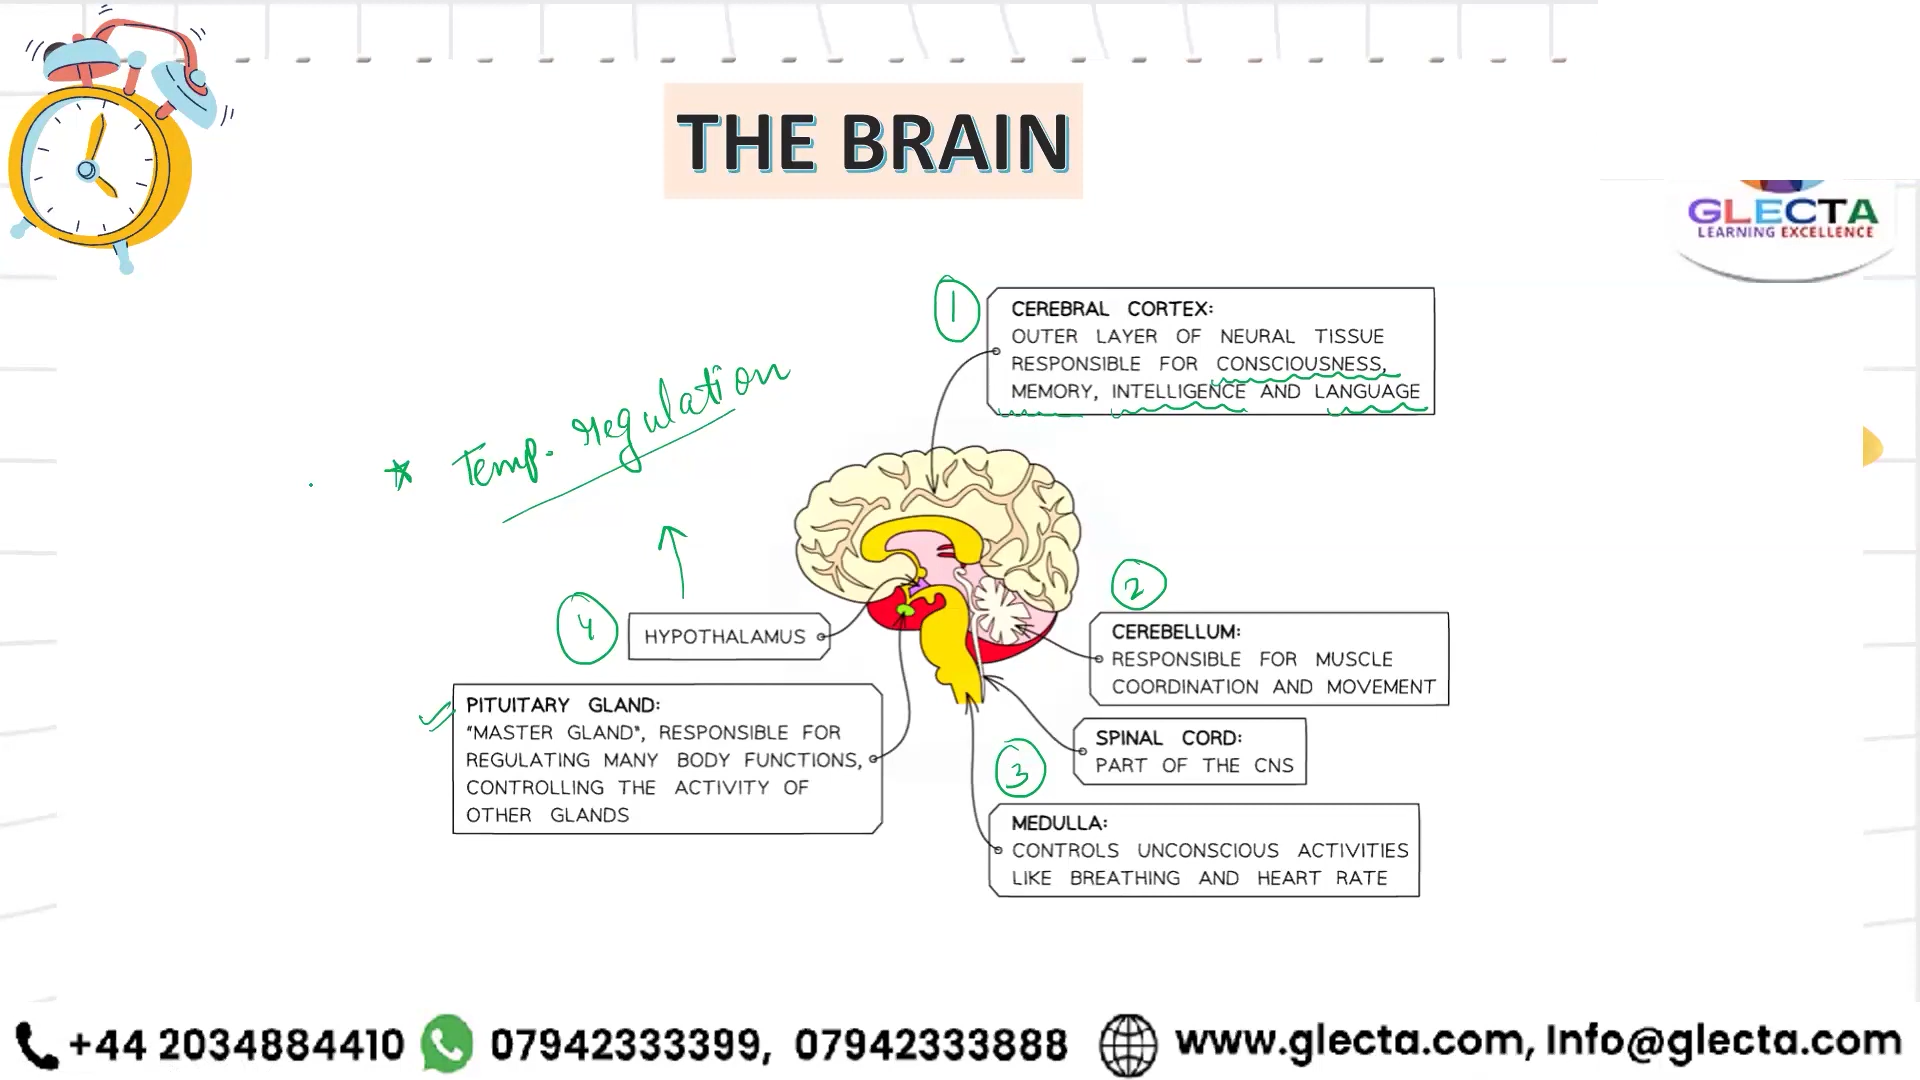 THE BRAIN
GLECTA
LEARNING EXCELLENCE
1
CEREBRAL CORTEX:
OUTER LAYER OF NEURAL TISSUE
RESPONSIBLE FOR CONSCIOUSNESS,
MEMORY, INTELLIGENCE AND LANGUAGE
* Temp. regulation
2
4
HYPOTHALAMUS
CEREBELLUM:
RESPONSIBLE FOR MUSCLE
COORDINATION AND MOVEMENT
PITUITARY GLAND:
"MASTER GLAND", RESPONSIBLE FOR
REGULATING MANY BODY FUNCTIONS,
CONTROLLING THE ACTIVITY OF
OTHER GLANDS
SPINAL CORD:
PART OF THE CNS
3
MEDULLA:
CONTROLS UNCONSCIOUS ACTIVITIES
LIKE BREATHING AND HEART RATE
+44 2034884410 07942333399, 07942333888 www.glecta.com, Info@glecta.com